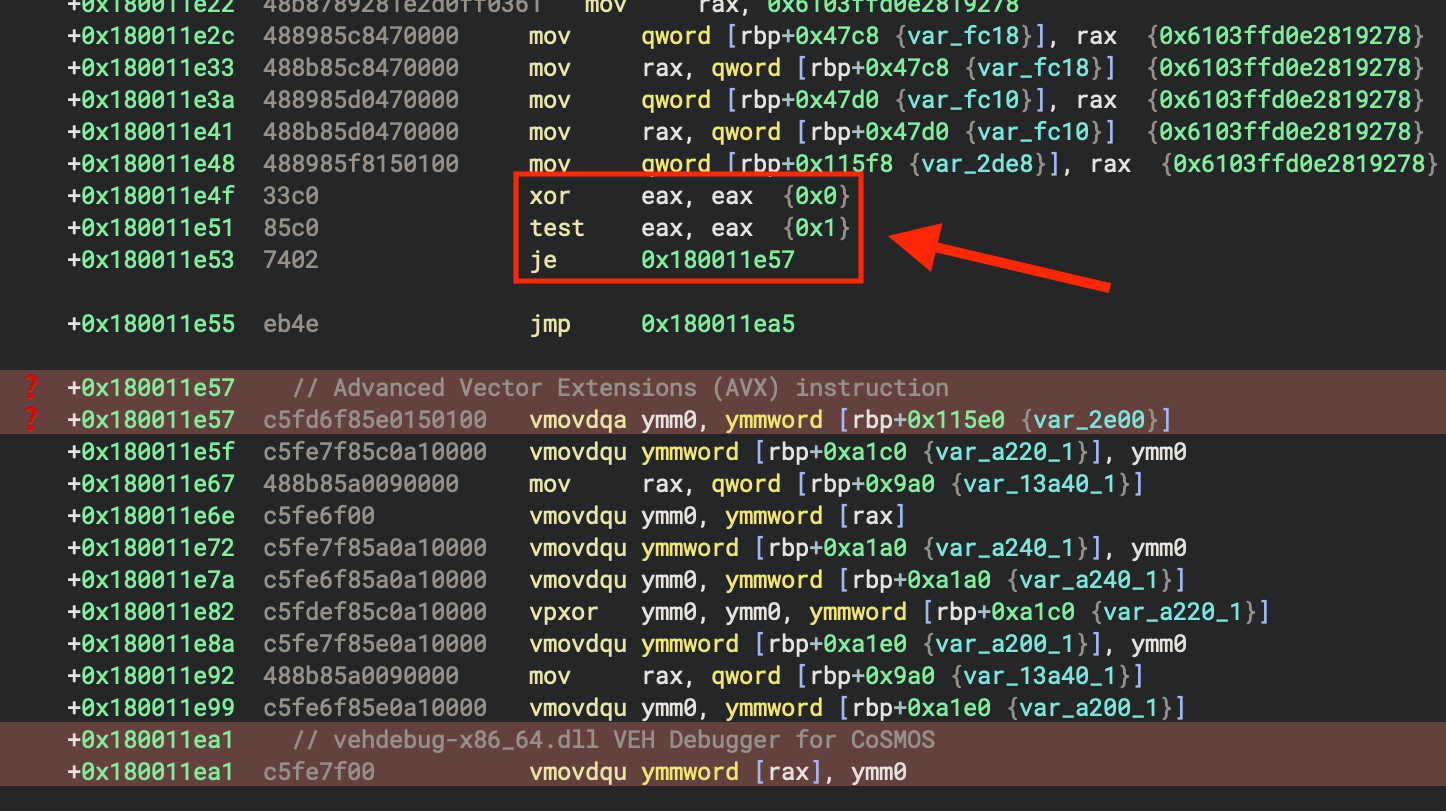 +0x180011e22  48b8789281e2d0ff0361   mov     rax, 0x6103ffd0e2819278
+0x180011e2c  488985c8470000     mov     qword [rbp+0x47c8 {var_fc18}], rax  {0x6103ffd0e2819278}
+0x180011e33  488b85c8470000     mov     rax, qword [rbp+0x47c8 {var_fc18}]  {0x6103ffd0e2819278}
+0x180011e3a  488985d0470000     mov     qword [rbp+0x47d0 {var_fc10}], rax  {0x6103ffd0e2819278}
+0x180011e41  488b85d0470000     mov     rax, qword [rbp+0x47d0 {var_fc10}]  {0x6103ffd0e2819278}
+0x180011e48  488985f8150100     mov     qword [rbp+0x115f8 {var_2de8}], rax  {0x6103ffd0e2819278}
+0x180011e4f  33c0               xor     eax, eax  {0x0}
+0x180011e51  85c0               test    eax, eax  {0x1}
+0x180011e53  7402               je      0x180011e57
+0x180011e55  eb4e               jmp     0x180011ea5
? +0x180011e57    // Advanced Vector Extensions (AVX) instruction
? +0x180011e57  c5fd6f85e0150100   vmovdqa ymm0, ymmword [rbp+0x115e0 {var_2e00}]
+0x180011e5f  c5fe7f85c0a10000   vmovdqu ymmword [rbp+0xa1c0 {var_a220_1}], ymm0
+0x180011e67  488b85a0090000     mov     rax, qword [rbp+0x9a0 {var_13a40_1}]
+0x180011e6e  c5fe6f00           vmovdqu ymm0, ymmword [rax]
+0x180011e72  c5fe7f85a0a10000   vmovdqu ymmword [rbp+0xa1a0 {var_a240_1}], ymm0
+0x180011e7a  c5fe6f85a0a10000   vmovdqu ymm0, ymmword [rbp+0xa1a0 {var_a240_1}]
+0x180011e82  c5fdef85c0a10000   vpxor   ymm0, ymm0, ymmword [rbp+0xa1c0 {var_a220_1}]
+0x180011e8a  c5fe7f85e0a10000   vmovdqu ymmword [rbp+0xa1e0 {var_a200_1}], ymm0
+0x180011e92  488b85a0090000     mov     rax, qword [rbp+0x9a0 {var_13a40_1}]
+0x180011e99  c5fe6f85e0a10000   vmovdqu ymm0, ymmword [rbp+0xa1e0 {var_a200_1}]
+0x180011ea1    // vehdebug-x86_64.dll VEH Debugger for CoSMOS
+0x180011ea1  c5fe7f00           vmovdqu ymmword [rax], ymm0